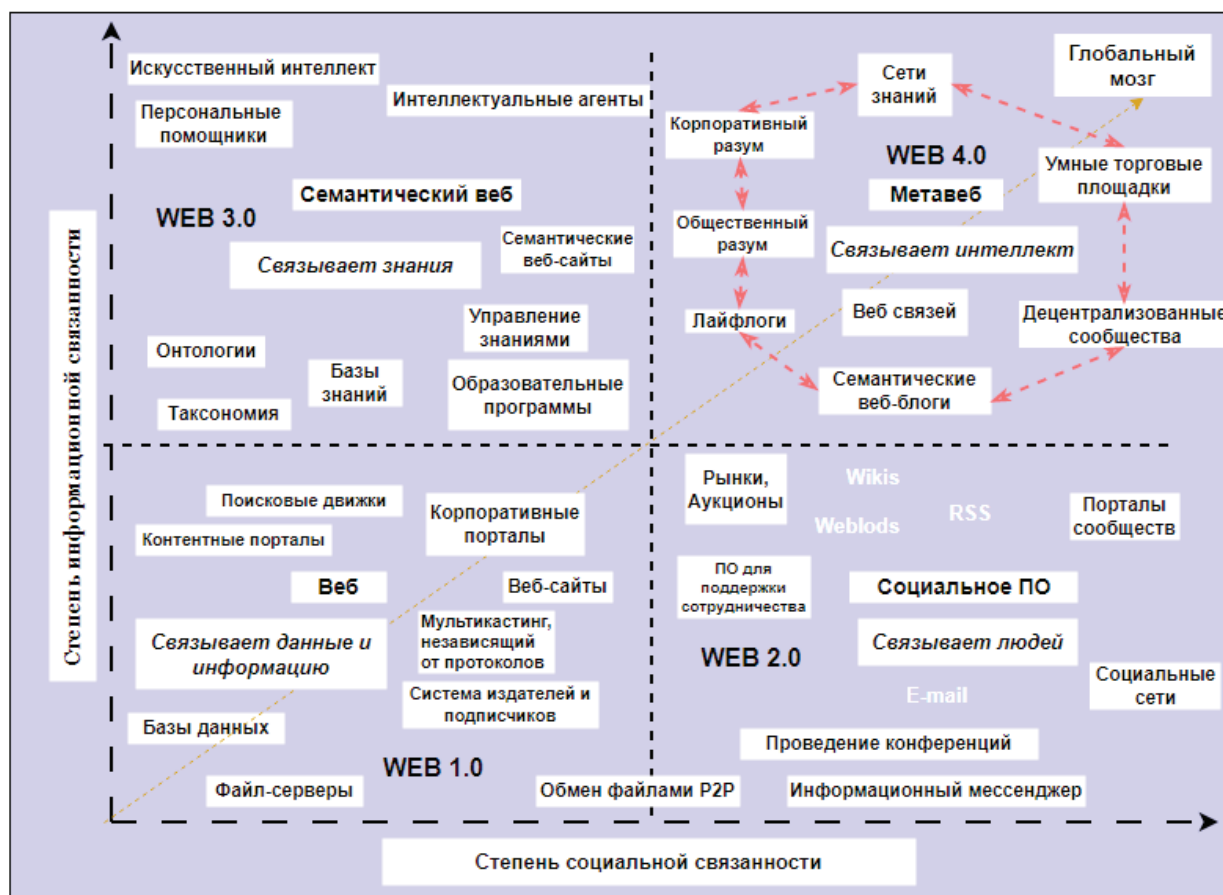 Искусственный интеллект
Интеллектуальные агенты
Персональные
помощники
Семантический веб
WEB 3.0
Связывает знания
Семантические
веб-сайты
Управление
знаниями
Онтологии
Базы
знаний
Образовательные
программы
Таксономия
Глобальный
мозг
Сети
знаний
Корпоративный
разум
WEB 4.0
Умные торговые
площадки
Метавеб
Общественный
разум
Связывает интеллект
Веб связей
Лайфлоги
Децентрализованные
сообщества
Семантические
веб-блоги
Степень информационной связанности
Поисковые движки
Корпоративные
порталы
Контентные порталы
Веб
Веб-сайты
Связывает данные и
информацию
Мультикастинг,
независящий
от протоколов
Система издателей и
подписчиков
Базы данных
WEB 1.0
Файл-серверы
Обмен файлами P2P
Рынки,
Аукционы
Wikis
RSS
Weblods
Порталы
сообществ
ПО для
поддержки
сотрудничества
Социальное ПО
Связывает людей
WEB 2.0
Социальные
сети
E-mail
Проведение конференций
Информационный мессенджер
Степень социальной связанности